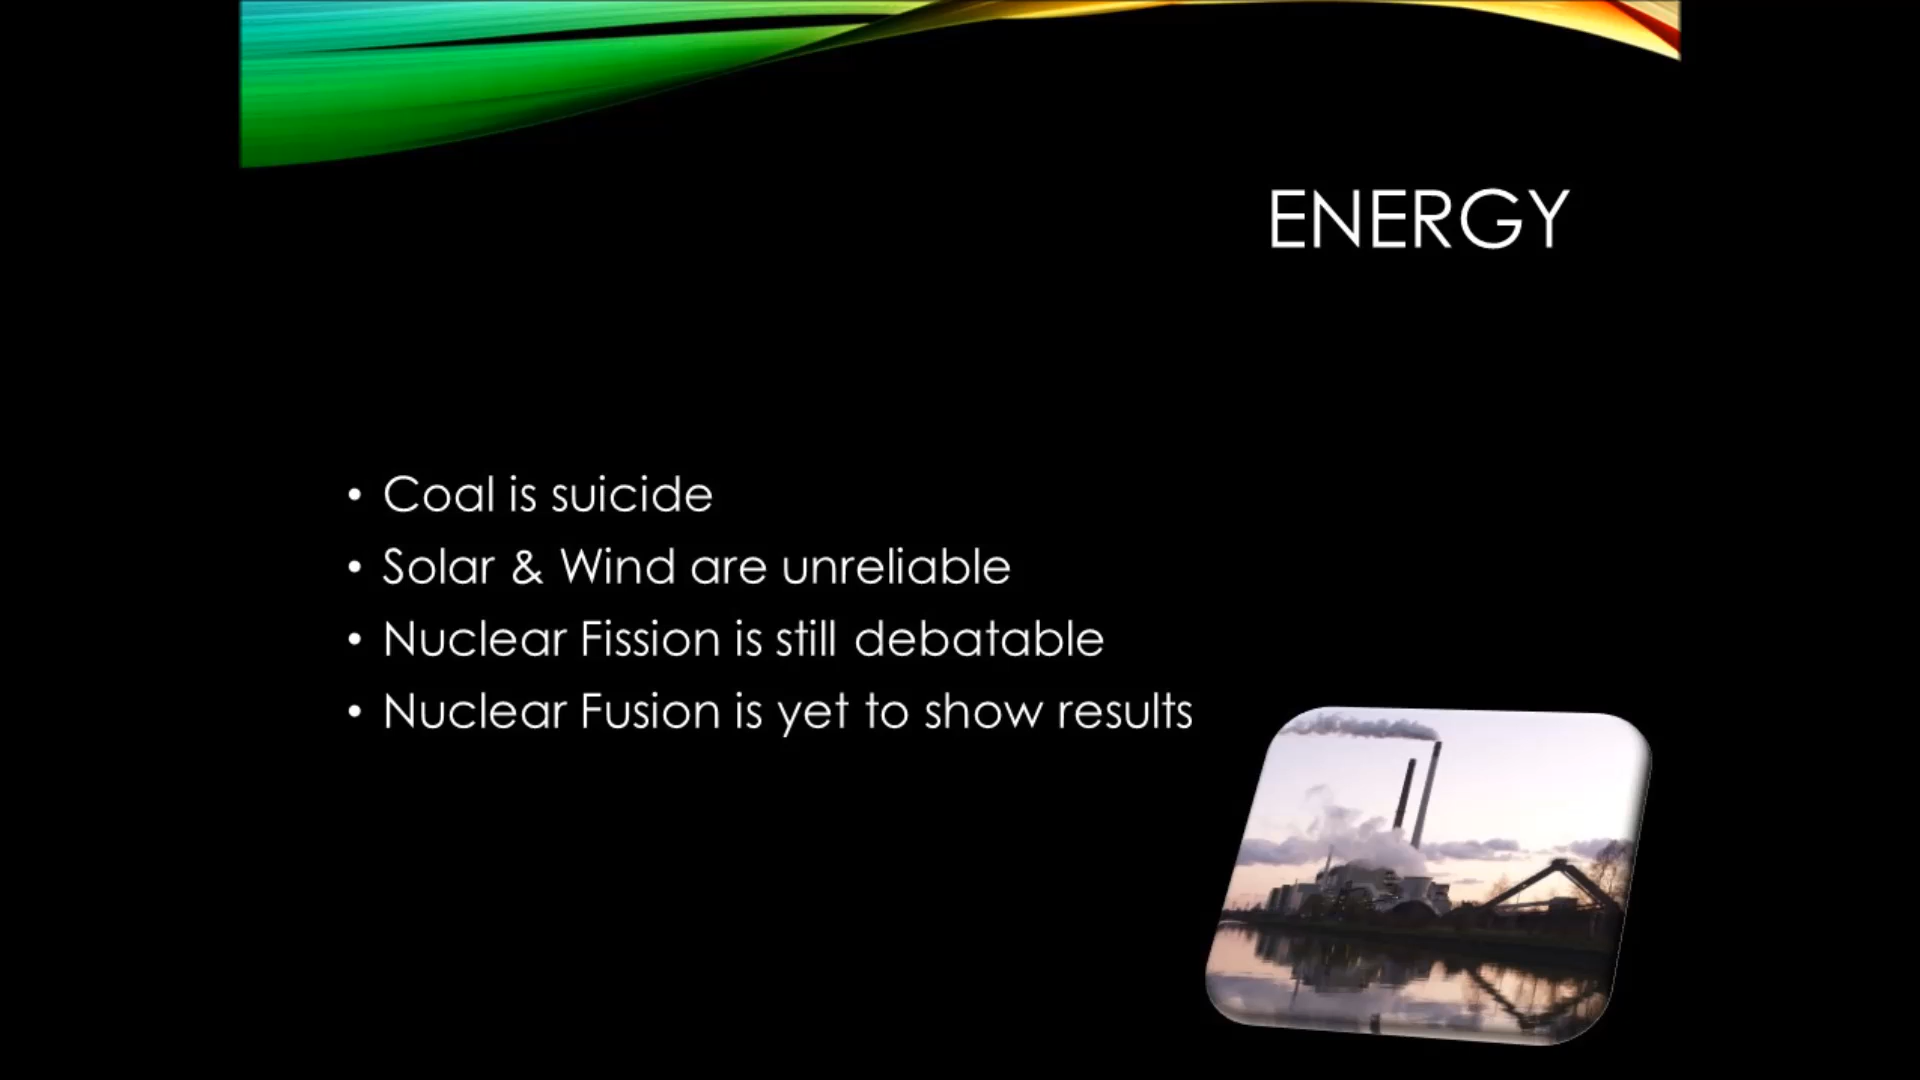 ENERGY
• Coal is suicide
• Solar & Wind are unreliable
• Nuclear Fission is still debatable
• Nuclear Fusion is yet to show results